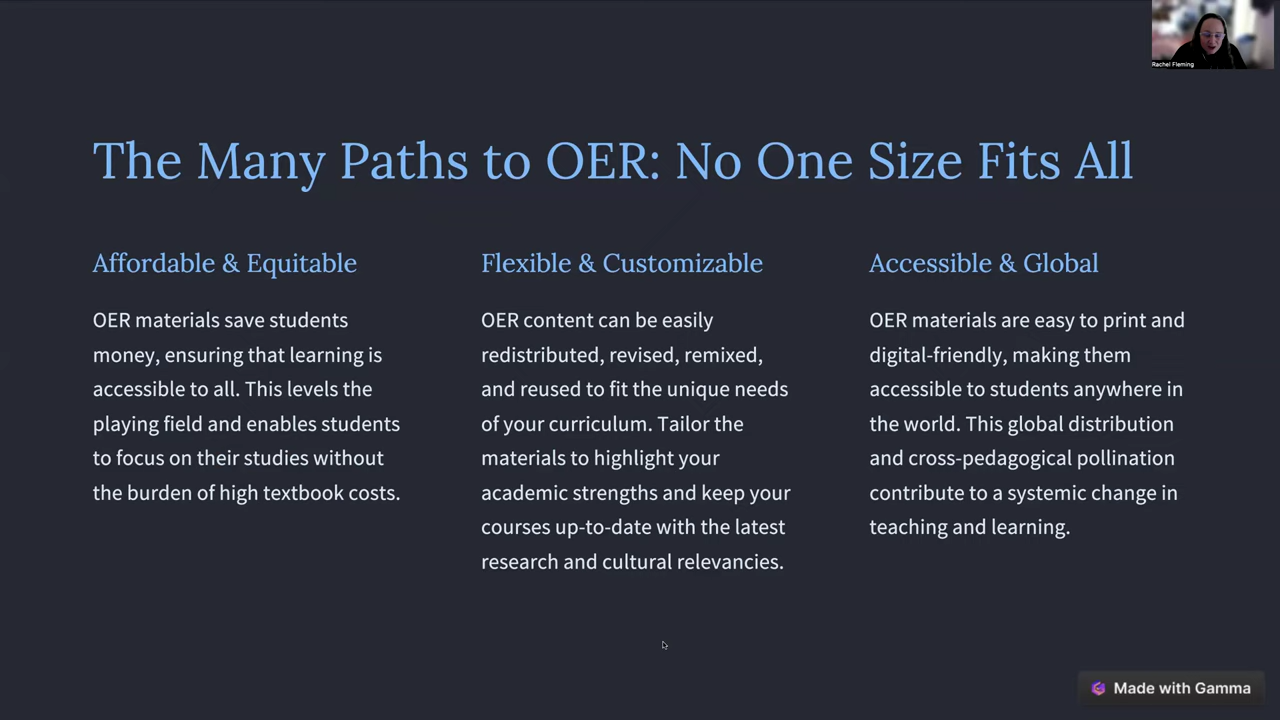 Rachel Fleming
The Many Paths to OER: No One Size Fits All
Affordable & Equitable
OER materials save students
money, ensuring that learning is
accessible to all. This levels the
playing field and enables students
to focus on their studies without
the burden of high textbook costs.
Flexible & Customizable
OER content can be easily
redistributed, revised, remixed,
and reused to fit the unique needs
of your curriculum. Tailor the
materials to highlight your
academic strengths and keep your
courses up-to-date with the latest
research and cultural relevancies.
Accessible & Global
OER materials are easy to print and
digital-friendly, making them
accessible to students anywhere in
the world. This global distribution
and cross-pedagogical pollination
contribute to a systemic change in
teaching and learning.
Made with Gamma